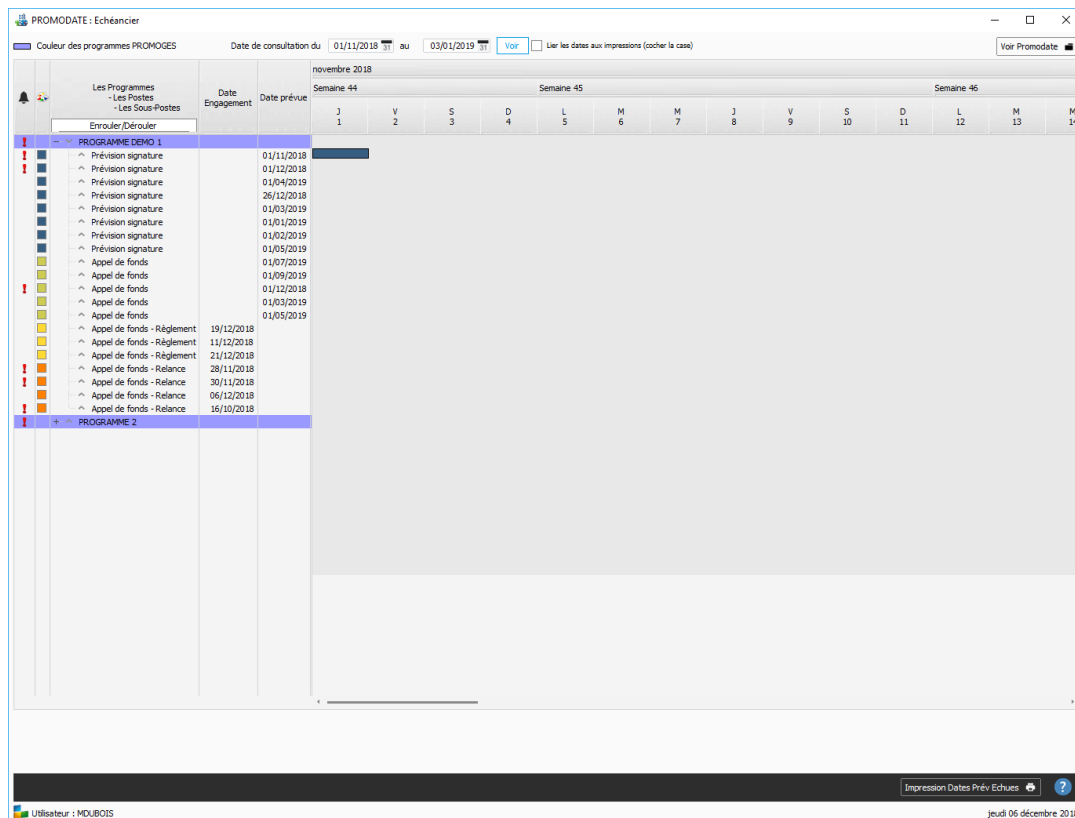 PROMODATE : Echéancier
Couleur des programmes PROMOGES Date de consultation du 01/11/2018 31 au 03/01/2019 31 Voir Lier les dates aux impressions (cocher la case) Voir Promodate
novembre 2018
Semaine 44 Semaine 45 Semaine 46
Les Programmes
- Les Postes
- Les Sous-Postes
Enrouler/Dérouler
Date
Engagement
Date prévue
J V S D L M M J V S D L M M
1 2 3 4 5 6 7 8 9 10 11 12 13 14
PROGRAMME DEMO 1
Prévision signature 01/11/2018
Prévision signature 01/12/2018
Prévision signature 01/04/2019
Prévision signature 26/12/2018
Prévision signature 01/03/2019
Prévision signature 01/01/2019
Prévision signature 01/02/2019
Prévision signature 01/05/2019
Appel de fonds 01/07/2019
Appel de fonds 01/09/2019
Appel de fonds 01/12/2018
Appel de fonds 01/03/2019
Appel de fonds 01/05/2019
Appel de fonds - Règlement 19/12/2018
Appel de fonds - Règlement 11/12/2018
Appel de fonds - Règlement 21/12/2018
Appel de fonds - Relance 28/11/2018
Appel de fonds - Relance 30/11/2018
Appel de fonds - Relance 06/12/2018
Appel de fonds - Relance 16/10/2018
PROGRAMME 2
Impression Dates Prév Echues ?
Utilisateur : MDUBOIS jeudi 06 décembre 2018